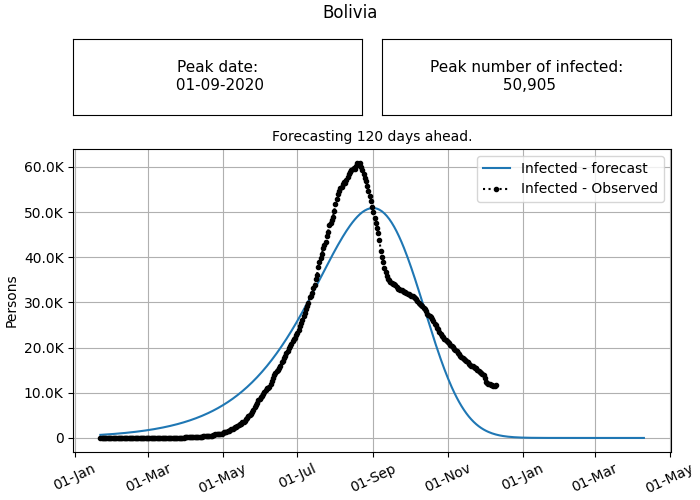 Bolivia
Peak date:
01-09-2020
Peak number of infected:
50,905
Forecasting 120 days ahead.
Infected - forecast
Infected - Observed
Persons
60.0K
50.0K
40.0K
30.0K
20.0K
10.0K
0
01-Jan
01-Mar
01-May
01-Jul
01-Sep
01-Nov
01-Jan
01-Mar
01-May